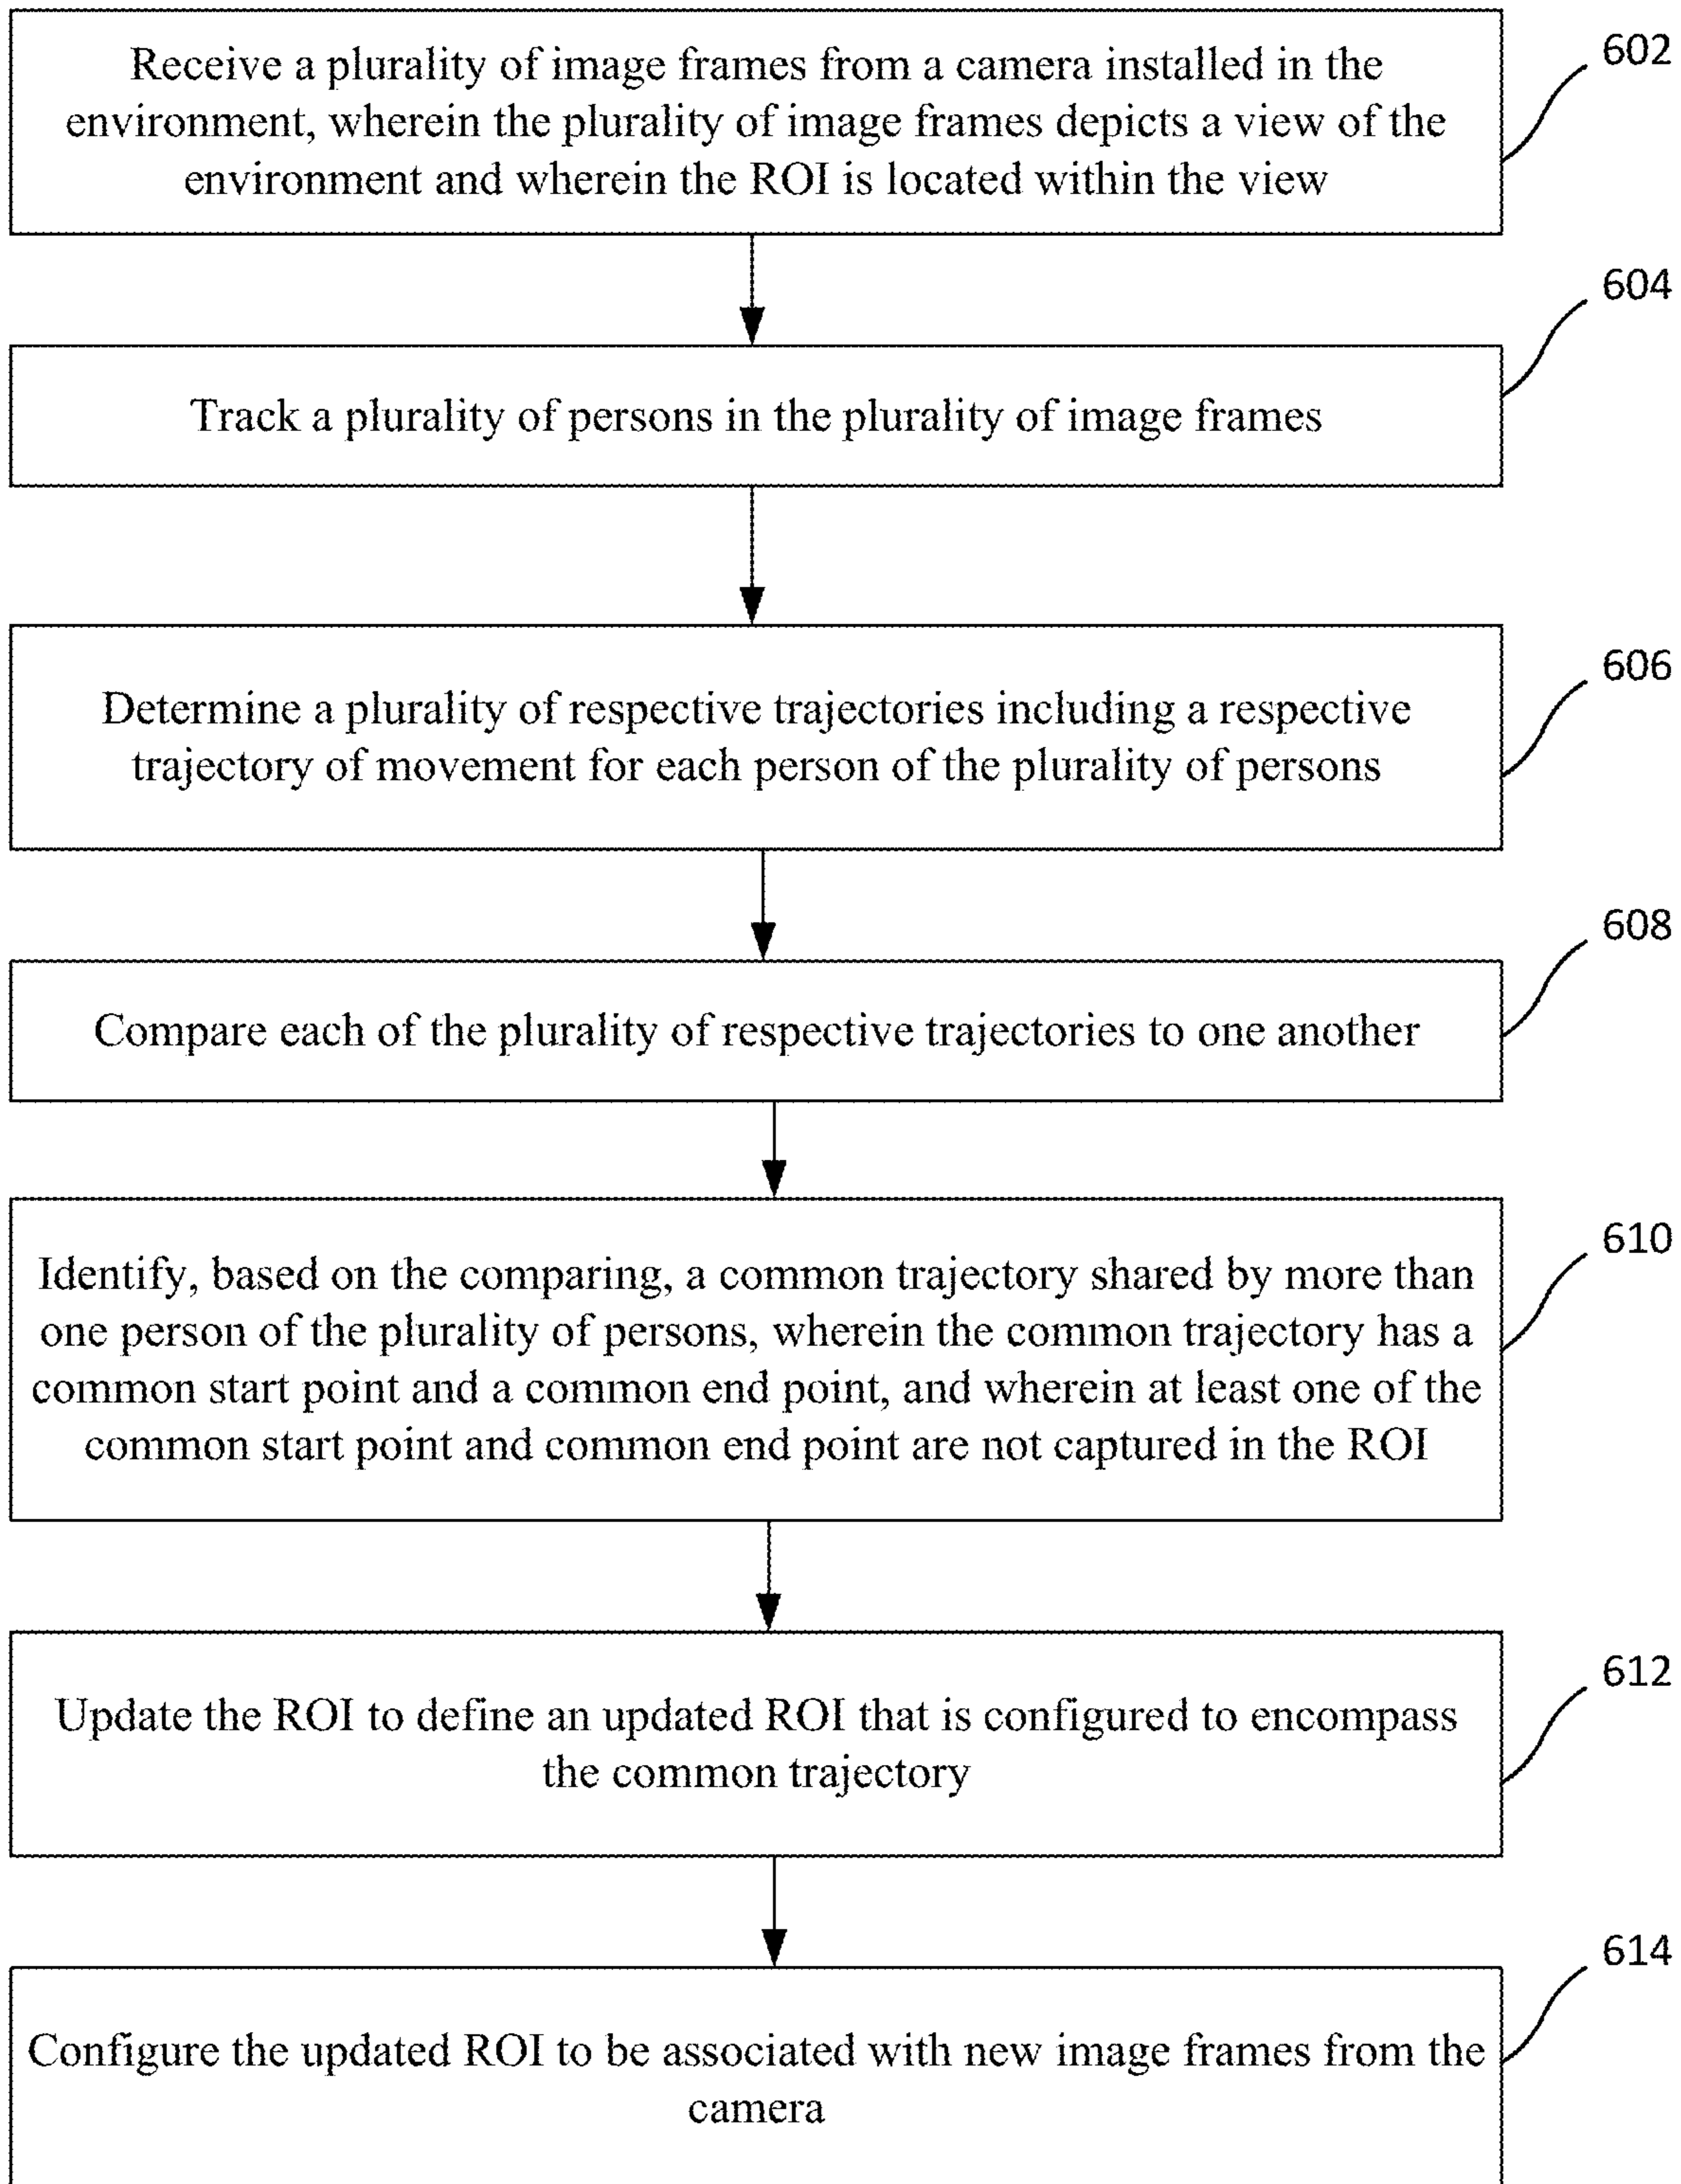 Receive a plurality of image frames from a camera installed in the
environment, wherein the plurality of image frames depicts a view of the
environment and wherein the ROI is located within the view
602
Track a plurality of persons in the plurality of image frames
604
Determine a plurality of respective trajectories including a respective
trajectory of movement for each person of the plurality of persons
606
Compare each of the plurality of respective trajectories to one another
608
Identify, based on the comparing, a common trajectory shared by more than
one person of the plurality of persons, wherein the common trajectory has a
common start point and a common end point, and wherein at least one of the
common start point and common end point are not captured in the ROI
610
Update the ROI to define an updated ROI that is configured to encompass
the common trajectory
612
Configure the updated ROI to be associated with new image frames from the
camera
614